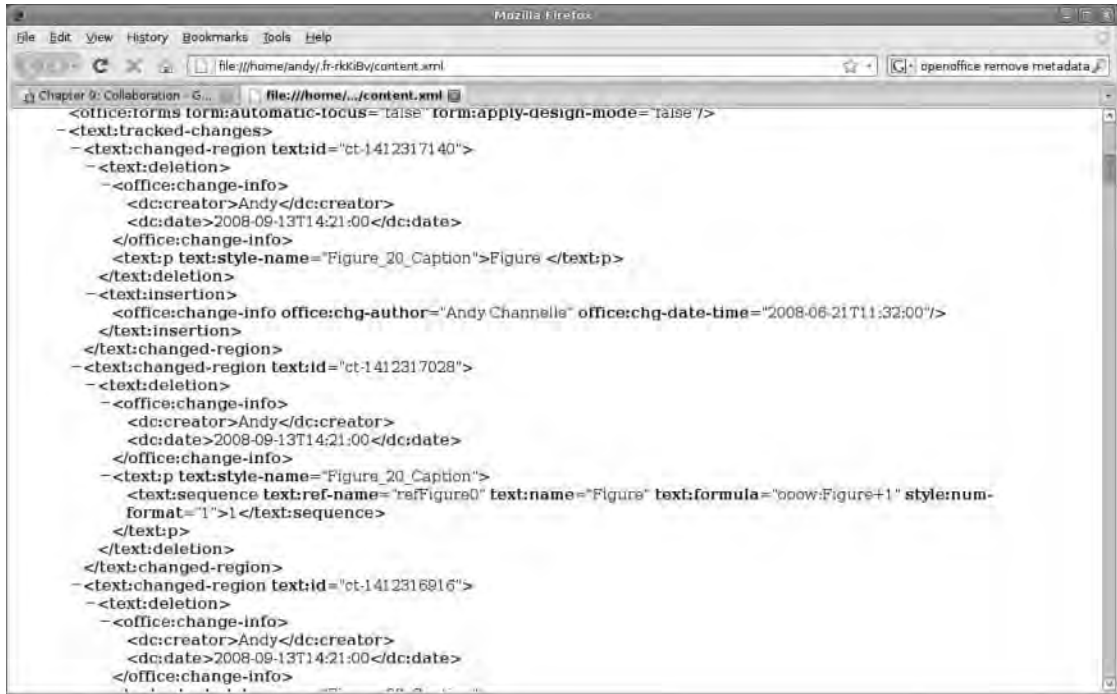 Mozilla Firefox
File Edit View History Bookmarks Tools Help
file:///home/andy/.fr-rkKiBv/content.xml
openoffice remove metadata
Chapter 9: Collaboration - G...
file:///home/.../content.xml
<office:forms form:automatic-focus="false" form:apply-design-mode="false"/>
−<text:tracked-changes>
−<text:changed-region text:id="ct-1412317140">
−<text:deletion>
−<office:change-info>
<dc:creator>Andy</dc:creator>
<dc:date>2008-09-13T14:21:00</dc:date>
</office:change-info>
<text:p text:style-name="Figure_20_Caption">Figure </text:p>
</text:deletion>
−<text:insertion>
<office:change-info office:chg-author="Andy Channelle" office:chg-date-time="2008-06-21T11:32:00"/>
</text:insertion>
</text:changed-region>
−<text:changed-region text:id="ct-1412317028">
−<text:deletion>
−<office:change-info>
<dc:creator>Andy</dc:creator>
<dc:date>2008-09-13T14:21:00</dc:date>
</office:change-info>
−<text:p text:style-name="Figure_20_Caption">
<text:sequence text:ref-name="refFigure0" text:name="Figure" text:formula="ooow:Figure+1" style:num-
format="1">1</text:sequence>
</text:p>
</text:deletion>
</text:changed-region>
−<text:changed-region text:id="ct-1412316916">
−<text:deletion>
−<office:change-info>
<dc:creator>Andy</dc:creator>
<dc:date>2008-09-13T14:21:00</dc:date>
</office:change-info>